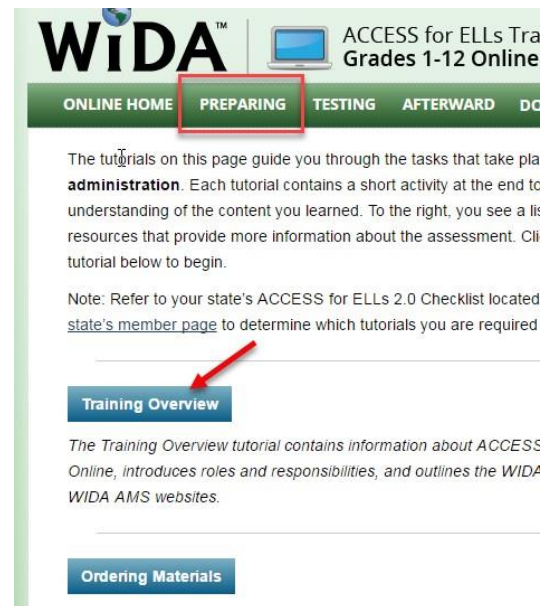 WiDA™
ACCESS for ELLs Tra
Grades 1-12 Online
ONLINE HOME PREPARING TESTING AFTERWARD DO
The tutorials on this page guide you through the tasks that take pla
administration. Each tutorial contains a short activity at the end to
understanding of the content you learned. To the right, you see a lis
resources that provide more information about the assessment. Cli
tutorial below to begin.
Note: Refer to your state's ACCESS for ELLs 2.0 Checklist located
state's member page to determine which tutorials you are required
Training Overview
The Training Overview tutorial contains information about ACCESS
Online, introduces roles and responsibilities, and outlines the WIDA
WIDA AMS websites.
Ordering Materials